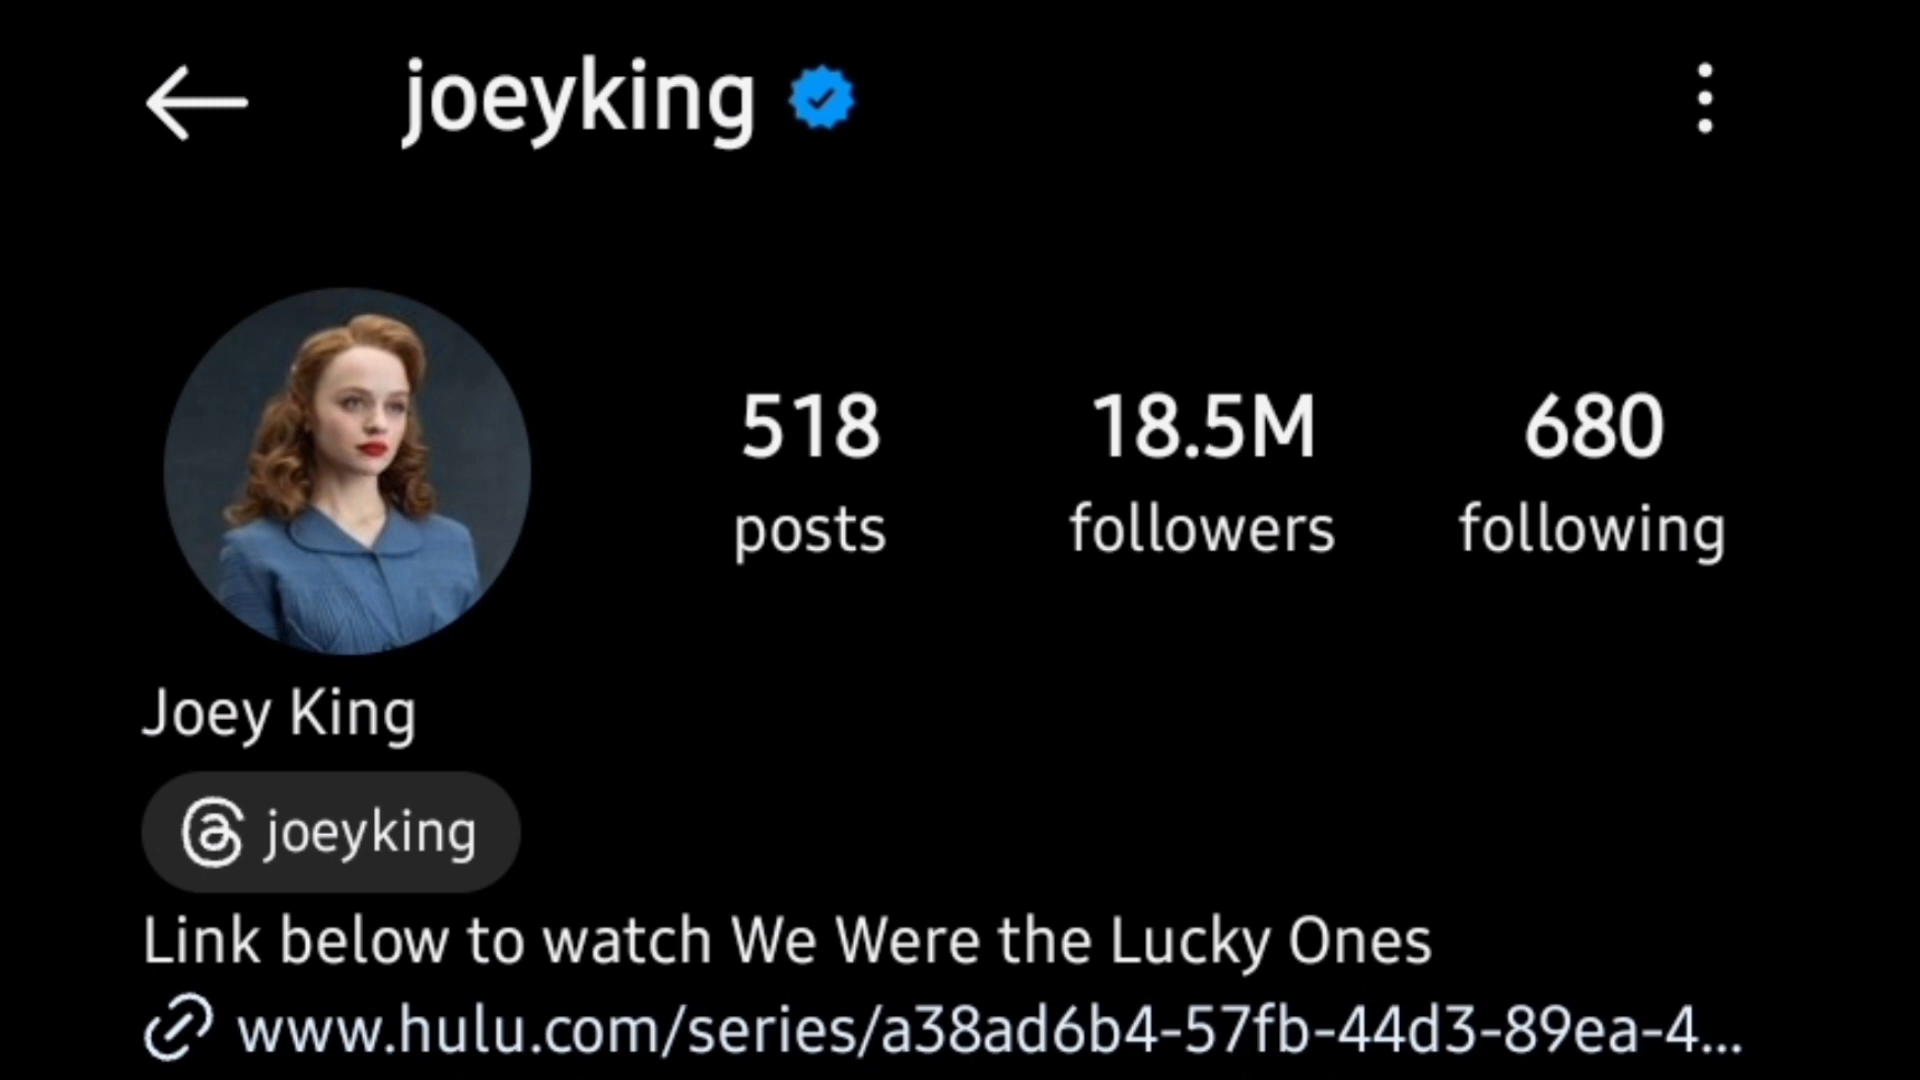 joeyking
518 18.5M 680
posts followers following
Joey King
joeyking
Link below to watch We Were the Lucky Ones
www.hulu.com/series/a38ad6b4-57fb-44d3-89ea-4...